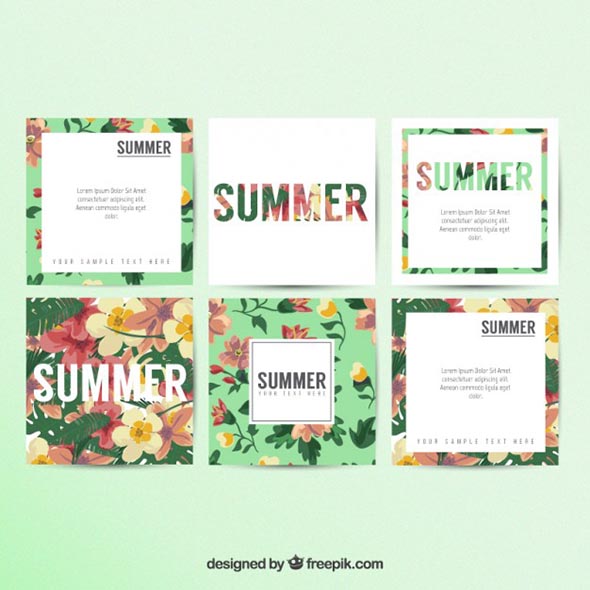 SUMMER
Lorem Ipsum Dolor Sit Amet
consectetuer adipiscing elit.
Aenean commodo ligula eget
dolor.
YOUR SAMPLE TEXT HERE
SUMMER
SUMMER
Lorem Ipsum Dolor Sit Amet
consectetuer adipiscing elit.
Aenean commodo ligula eget
dolor.
SUMMER
SUMMER
YOUR TEXT HERE
SUMMER
Lorem Ipsum Dolor Sit Amet
consectetuer adipiscing elit.
Aenean commodo ligula eget
dolor.
YOUR SAMPLE TEXT HERE
designed by freepik.com